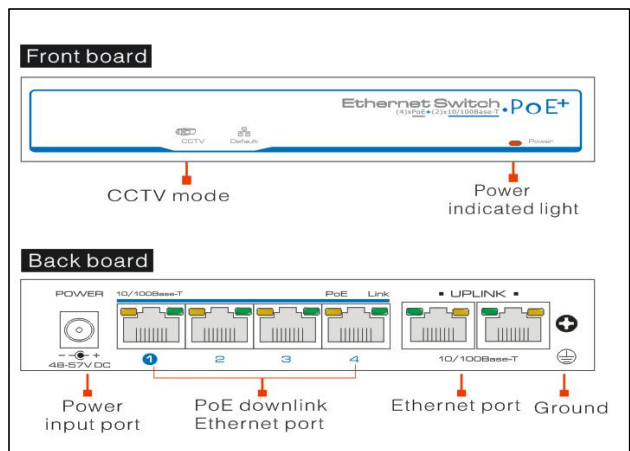 Front board
Ethernet Switch
•PoE+
(4)xPoE+(2)x10/100Base-T
CCTV
Default
Power
CCTV mode
Power
indicated light
Back board
POWER
10/100Base-T
PoE
Link
▪ UPLINK ▪
48-57V DC
1
2
3
4
10/100Base-T
Power
input port
PoE downlink
Ethernet port
Ethernet port
Ground